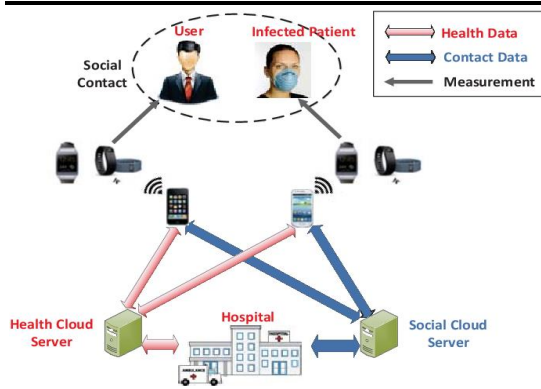 User
Infected Patient
Social
Contact
Health Data
Contact Data
Measurement
Health Cloud
Server
Hospital
Social Cloud
Server